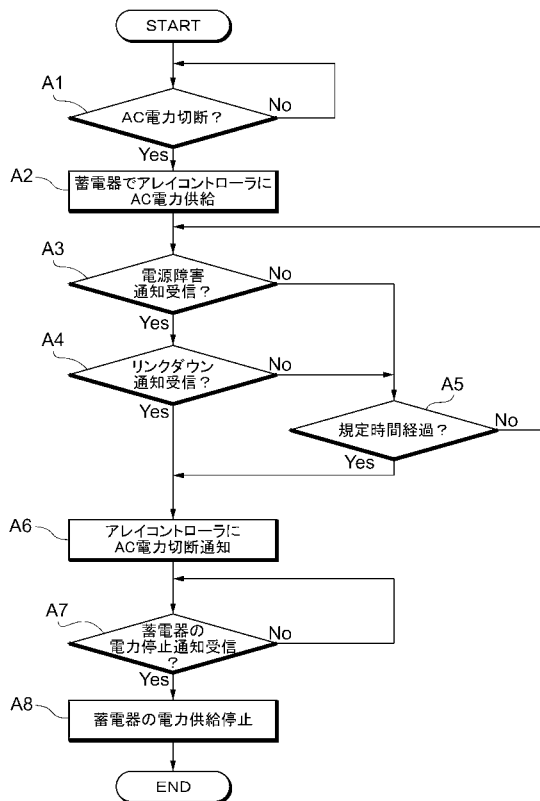 START
A1
AC電力切断？
No
Yes
A2
蓄電器でアレイコントローラに
AC電力供給
A3
電源障害
通知受信？
No
Yes
A4
リンクダウン
通知受信？
No
Yes
A5
規定時間経過？
No
Yes
A6
アレイコントローラに
AC電力切断通知
A7
蓄電器の
電力停止通知受信
？
No
Yes
A8
蓄電器の電力供給停止
END